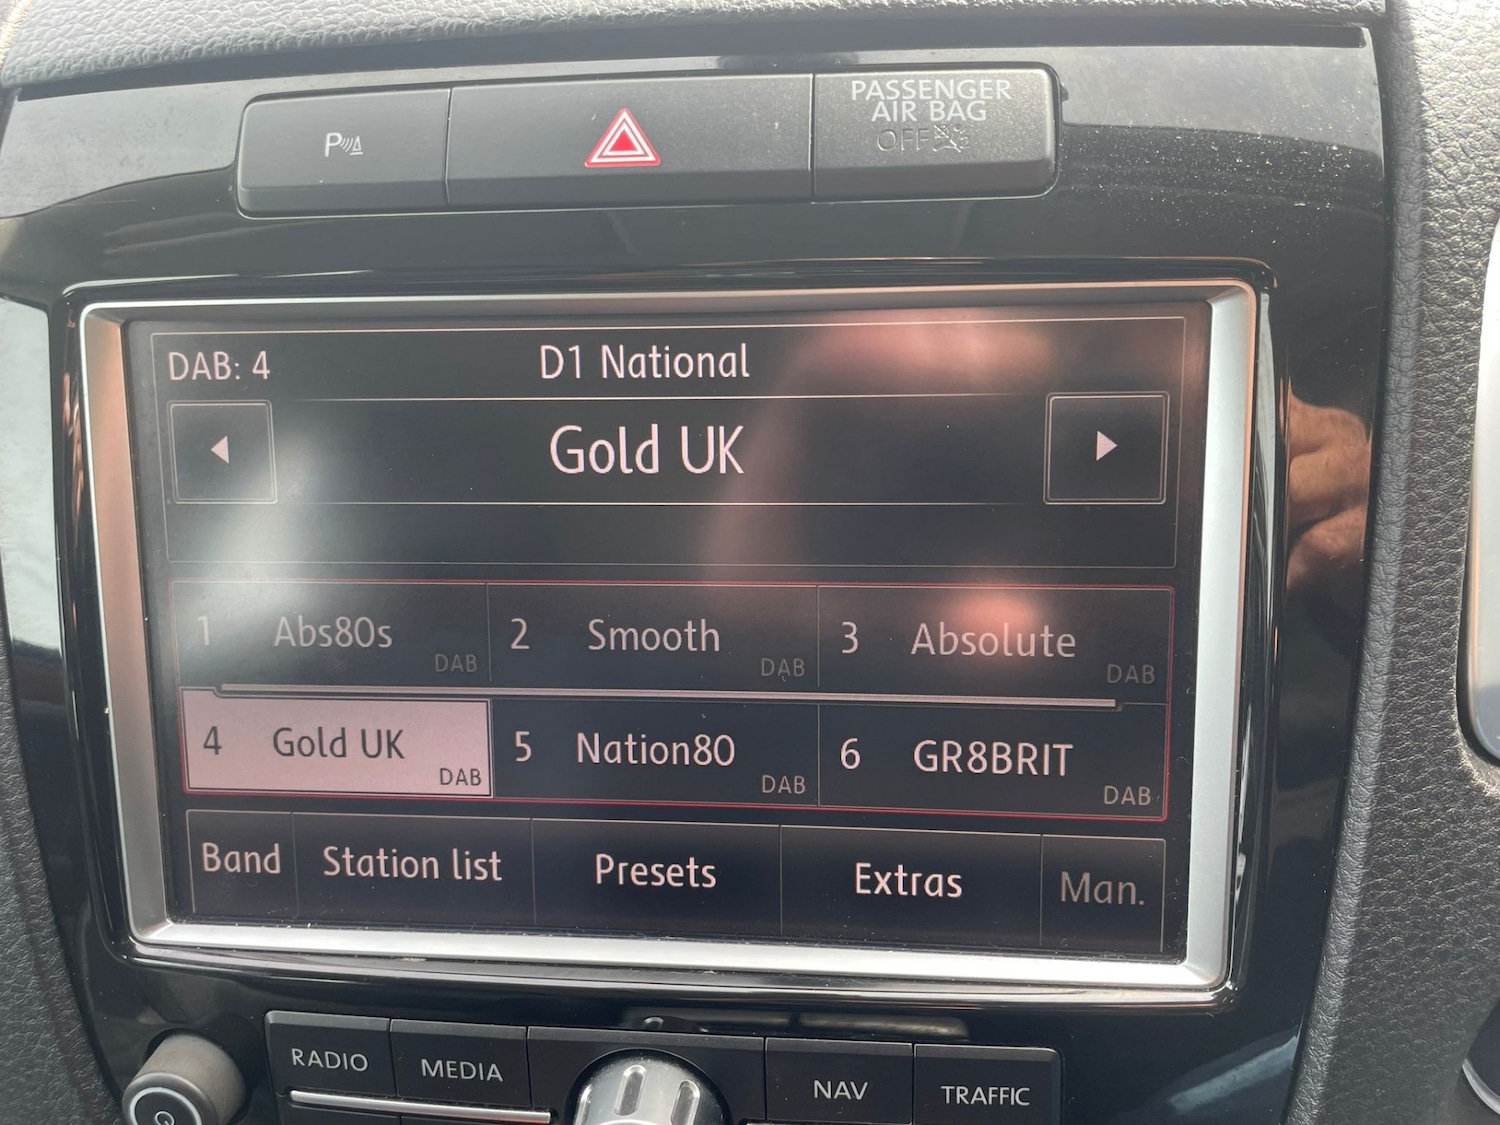 P
PASSENGER
AIR BAG
OFF
DAB: 4 D1 National
Gold UK
1 Abs80s DAB
2 Smooth DAB
3 Absolute DAB
4 Gold UK DAB
5 Nation80 DAB
6 GR8BRIT DAB
Band Station list Presets Extras Man.
RADIO MEDIA NAV TRAFFIC